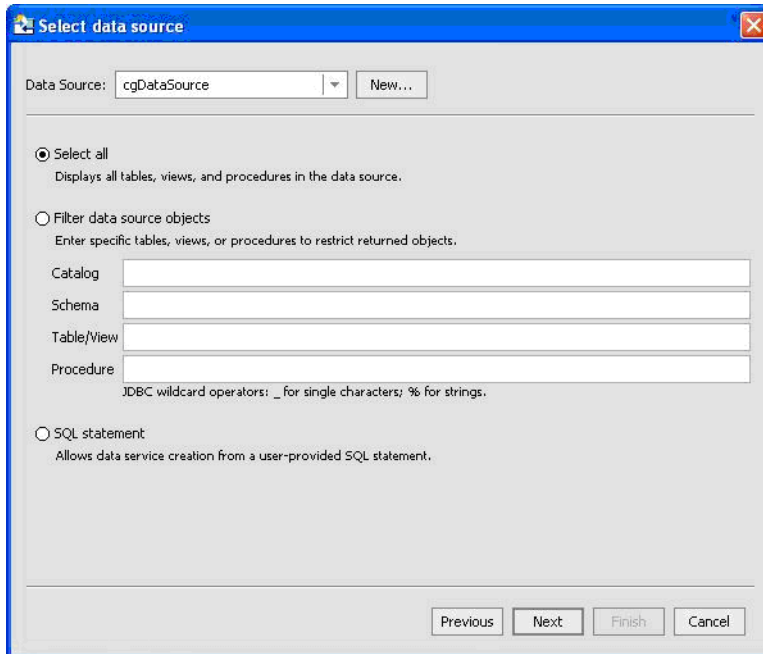 Select data source
Data Source: cgDataSource New...
Select all
Displays all tables, views, and procedures in the data source.
Filter data source objects
Enter specific tables, views, or procedures to restrict returned objects.
Catalog
Schema
Table/View
Procedure
JDBC wildcard operators: _ for single characters; % for strings.
SQL statement
Allows data service creation from a user-provided SQL statement.
Previous Next Finish Cancel